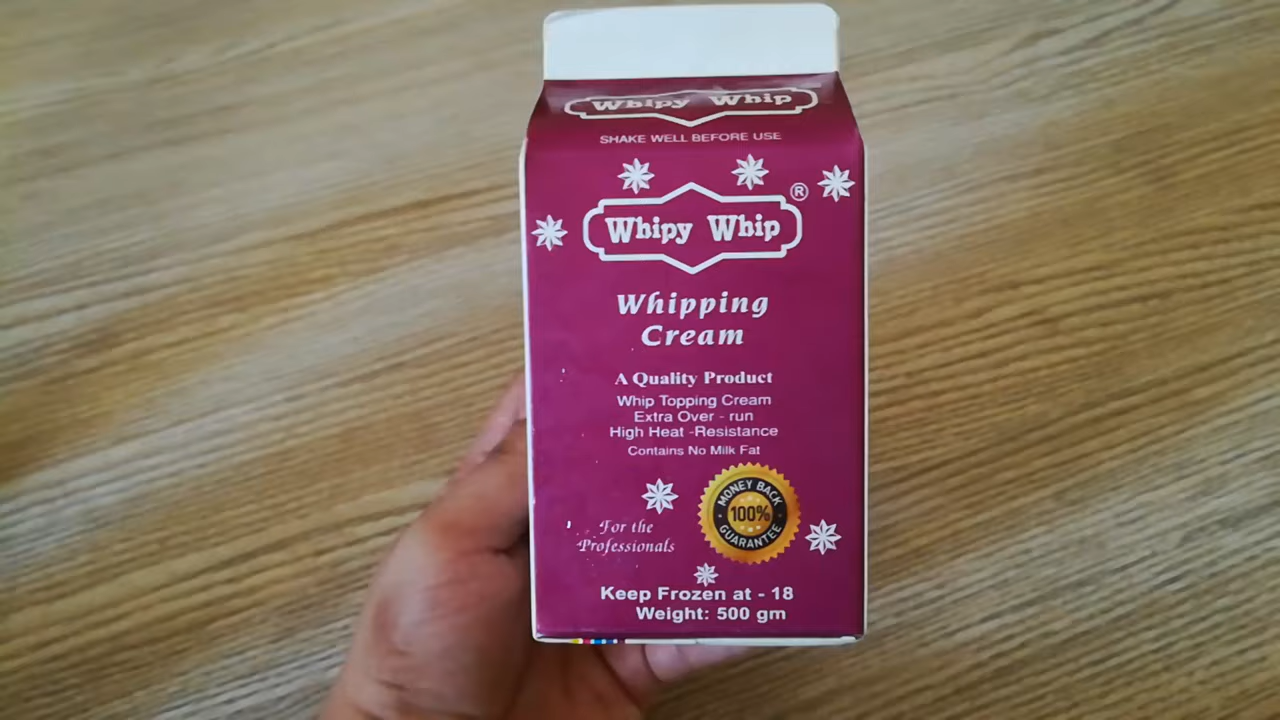 Whipy Whip
SHAKE WELL BEFORE USE
Whipy Whip ®
Whipping
Cream
A Quality Product
Whip Topping Cream
Extra Over - run
High Heat -Resistance
Contains No Milk Fat
MONEY BACK
100%
GUARANTEE
For the
Professionals
Keep Frozen at - 18
Weight: 500 gm